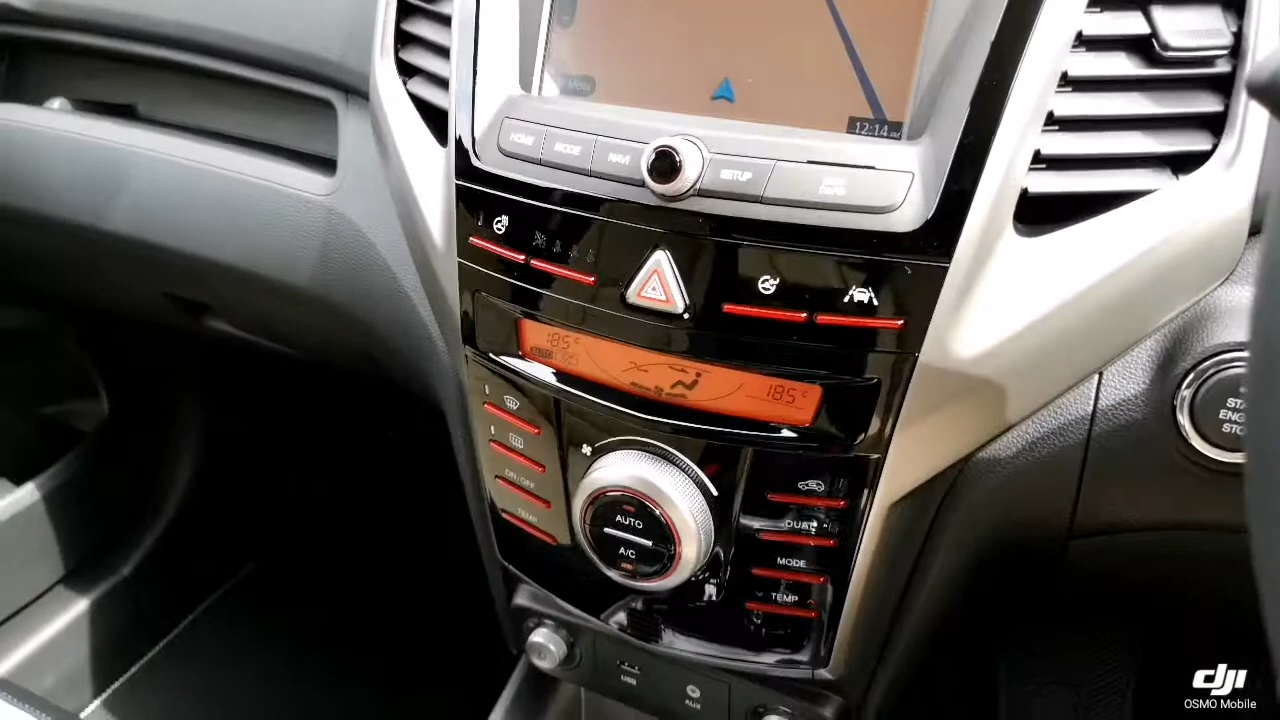 Menu
12:14
HOME
MODE
NAVI
SETUP
18.5°c
18.5°c
START
ENGINE
STOP
ON/OFF
TEMP
AUTO
A/C
DUAL
MODE
TEMP
USB
AUX
dji
OSMO Mobile